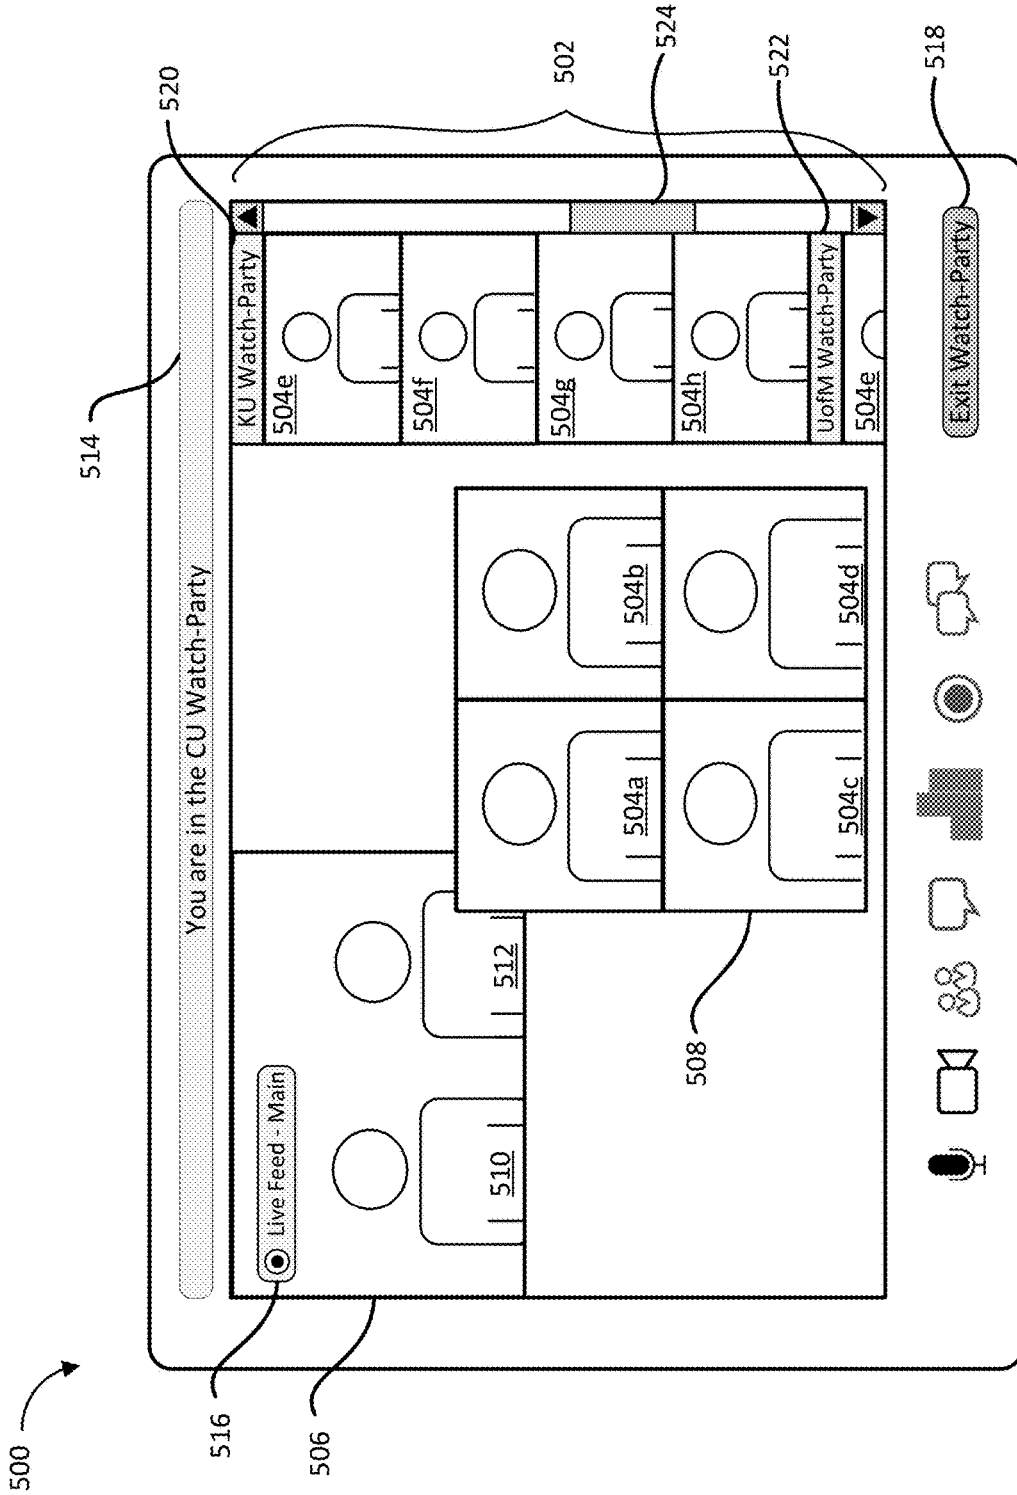 500
514
520
502
You are in the CU Watch-Party
516
Live Feed - Main
KU Watch-Party
504e
506
510
512
504f
524
504a
504b
504g
504h
508
504c
504d
UofM Watch-Party
522
504e
Exit Watch-Party
518